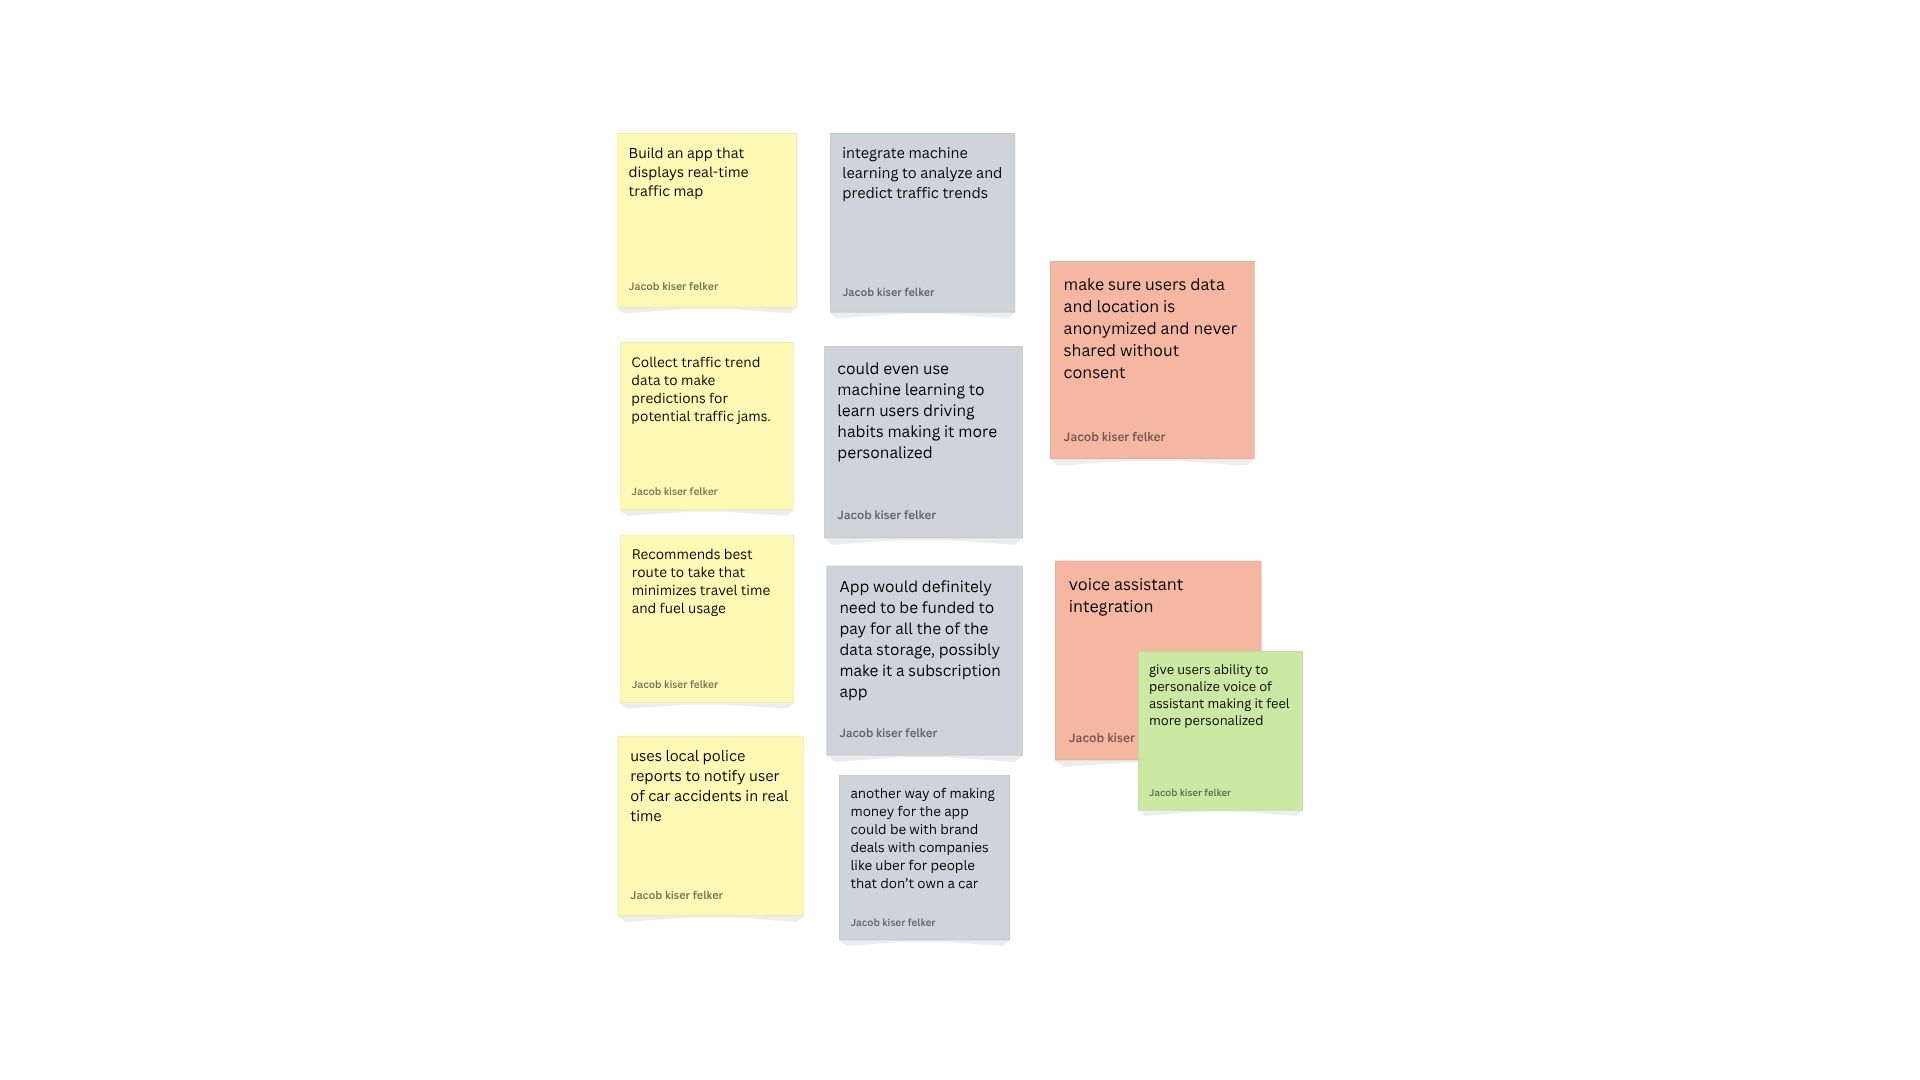 Build an app that
displays real-time
traffic map
Jacob kiser felker
Collect traffic trend
data to make
predictions for
potential traffic jams.
Jacob kiser felker
Recommends best
route to take that
minimizes travel time
and fuel usage
Jacob kiser felker
uses local police
reports to notify user
of car accidents in real
time
Jacob kiser felker
integrate machine
learning to analyze and
predict traffic trends
Jacob kiser felker
could even use
machine learning to
learn users driving
habits making it more
personalized
Jacob kiser felker
App would definitely
need to be funded to
pay for all the of the
data storage, possibly
make it a subscription
app
Jacob kiser felker
another way of making
money for the app
could be with brand
deals with companies
like uber for people
that don’t own a car
Jacob kiser felker
make sure users data
and location is
anonymized and never
shared without
consent
Jacob kiser felker
voice assistant
integration
Jacob kiser
give users ability to
personalize voice of
assistant making it feel
more personalized
Jacob kiser felker